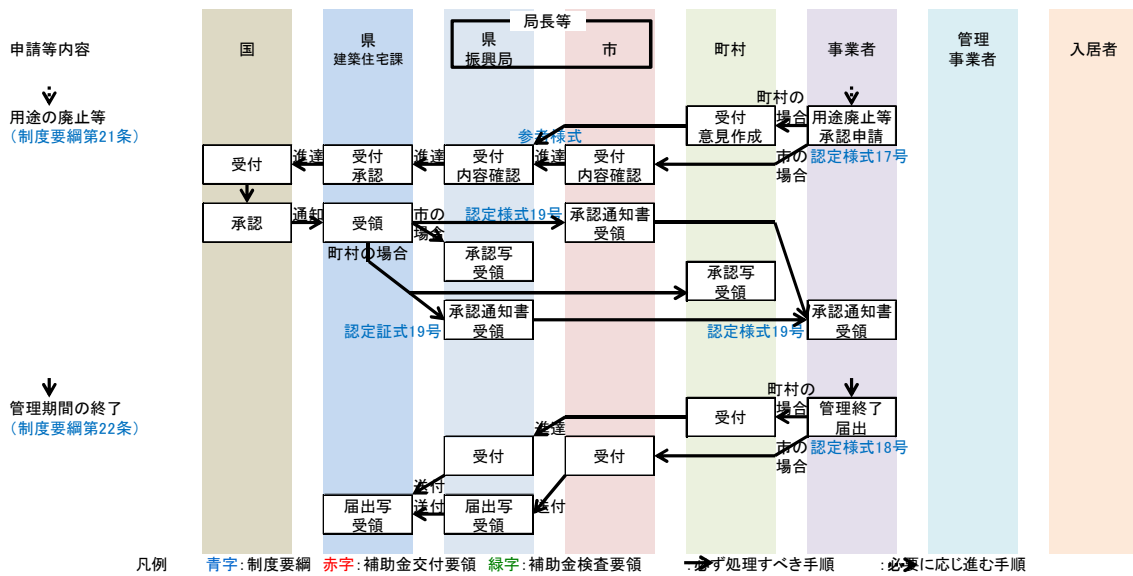 局長等
申請等内容
国
県
建築住宅課
県
振興局
市
町村
事業者
管理
事業者
入居者
用途の廃止等
(制度要綱第21条)
町村の
場合
受付
意見作成
用途廃止等
承認申請
参考様式
受付
進達
受付
承認
進達
受付
内容確認
進達
受付
内容確認
市の
場合
認定様式17号
承認
通知
受領
市の
場合
認定様式19号
承認通知書
受領
町村の場合
承認写
受領
承認写
受領
認定証式19号
承認通知書
受領
認定様式19号
承認通知書
受領
管理期間の終了
(制度要綱第22条)
町村の
場合
受付
管理終了
届出
進達
受付
受付
市の
場合
認定様式18号
送付
届出写
受領
送付
届出写
受領
送付
凡例
青字:制度要綱
赤字:補助金交付要領
緑字:補助金検査要領
:必ず処理すべき手順
:必要に応じ進む手順